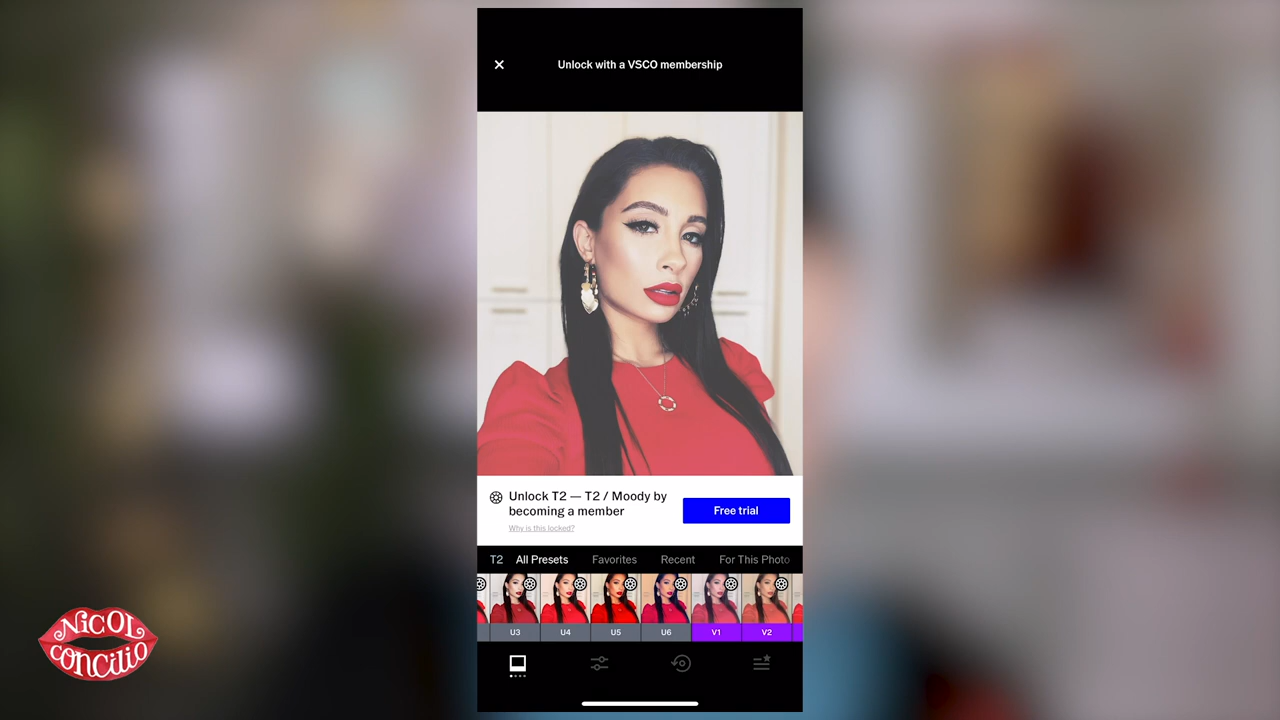 Unlock with a VSCO membership
Unlock T2 — T2 / Moody by
becoming a member
Why is this locked?
Free trial
T2 All Presets Favorites Recent For This Photo
U3 U4 U5 U6 V1 V2
NiCOL
concilio